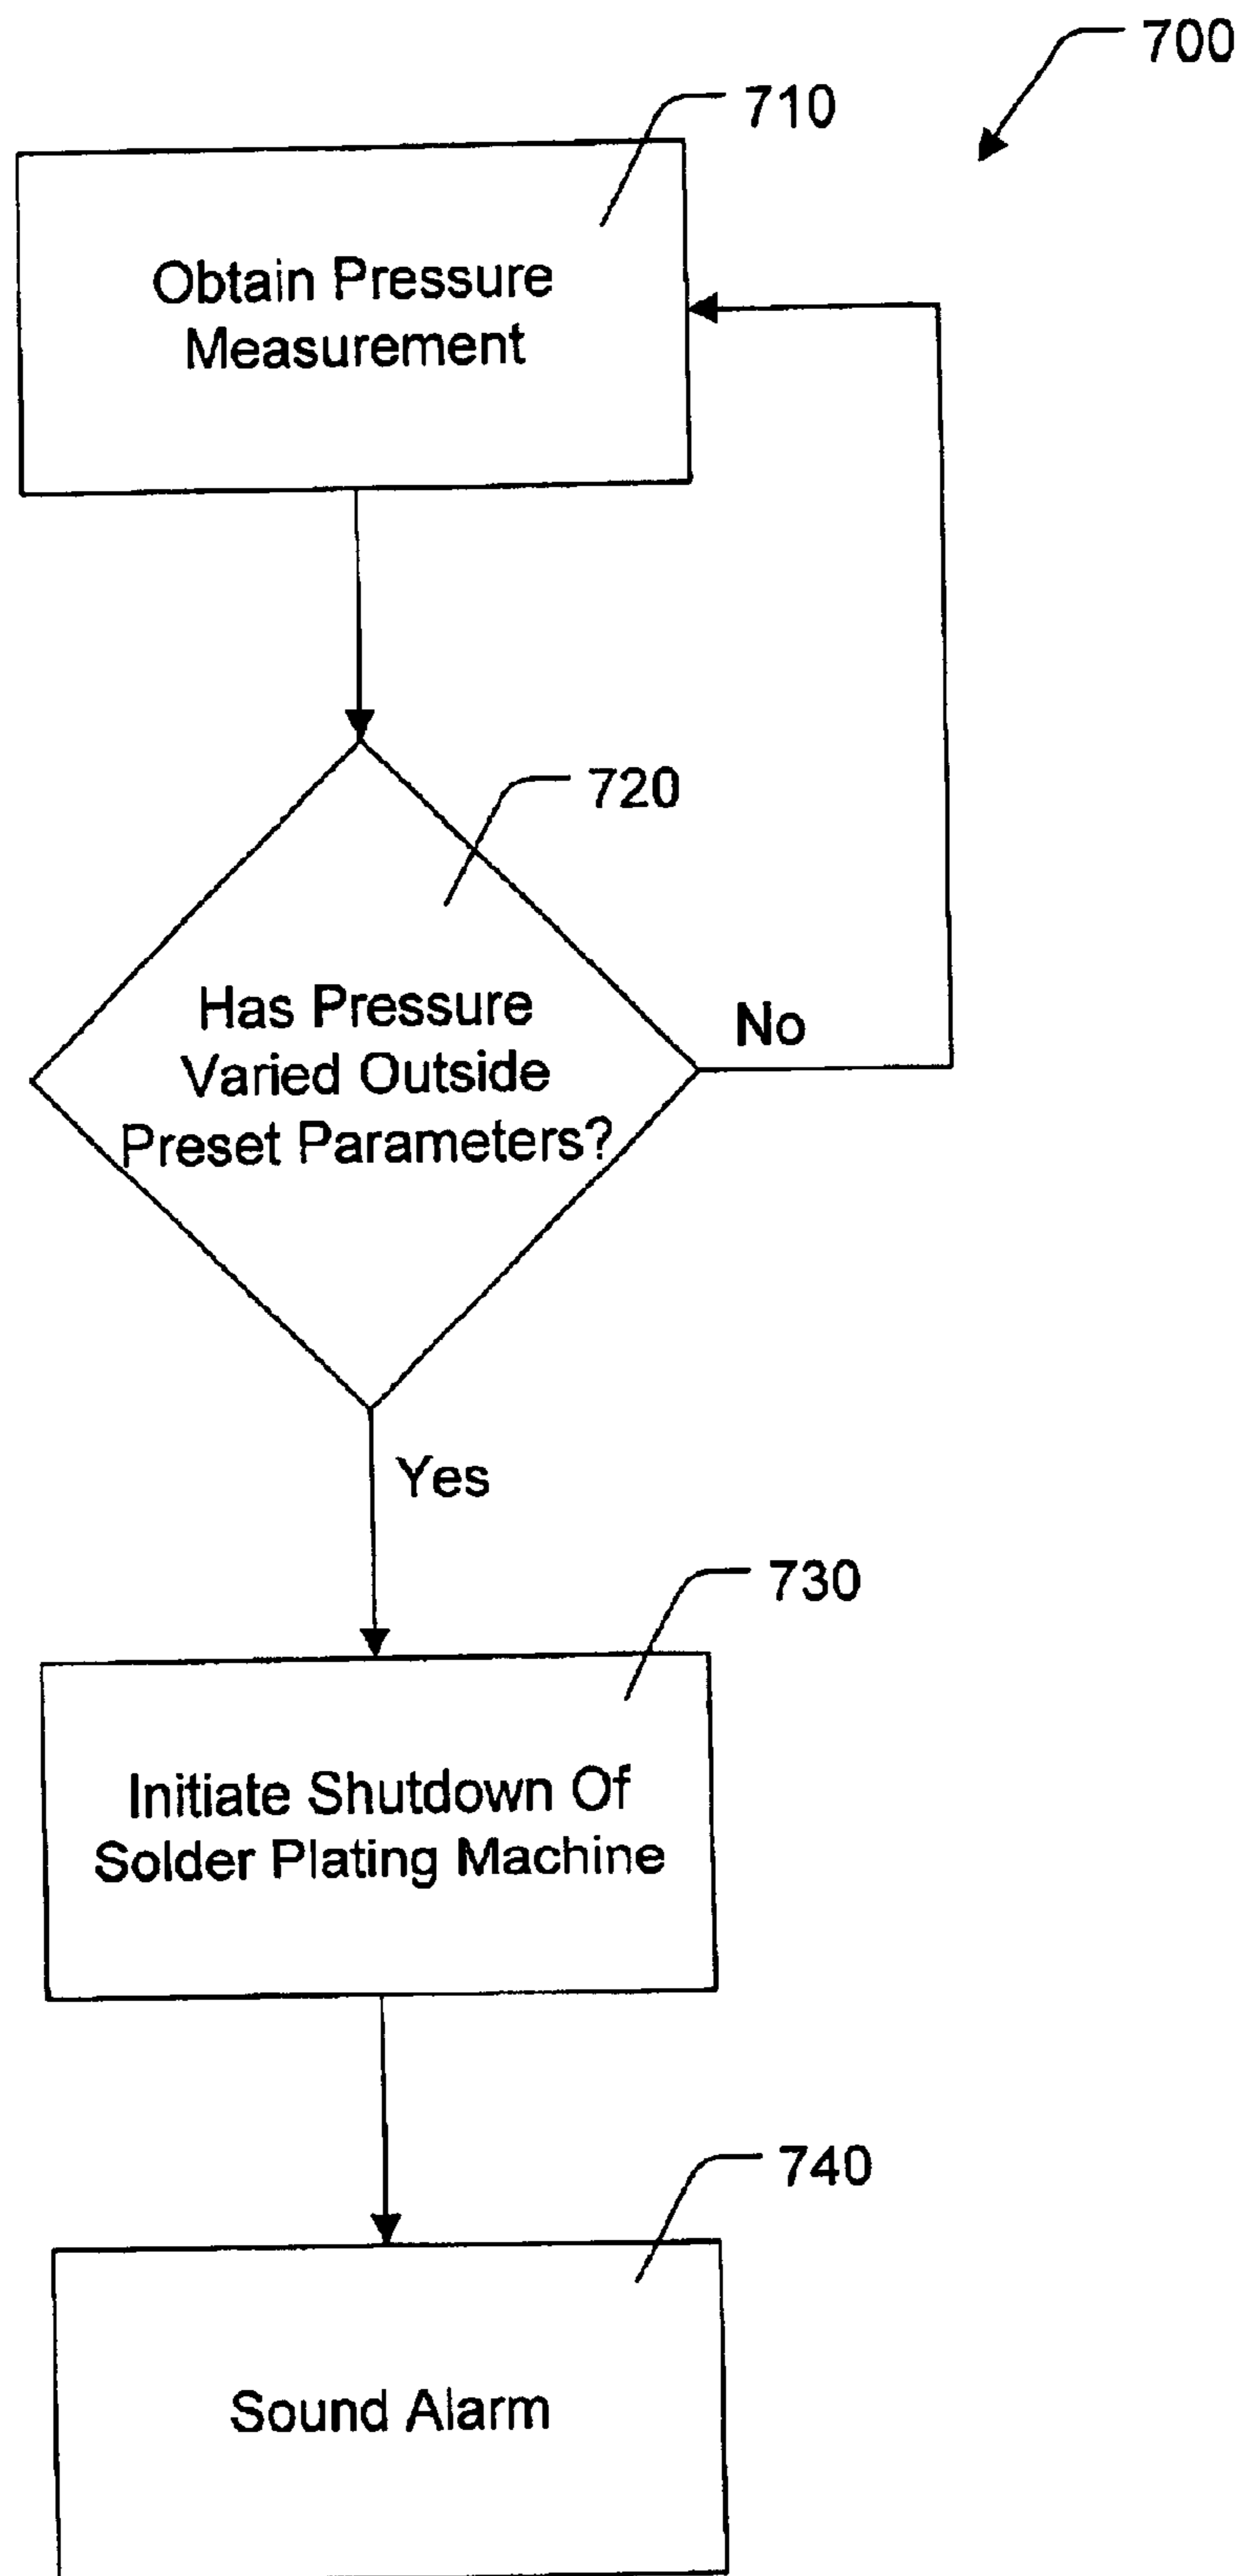 700
710
Obtain Pressure
Measurement
720
Has Pressure
Varied Outside
Preset Parameters?
No
Yes
730
Initiate Shutdown Of
Solder Plating Machine
740
Sound Alarm